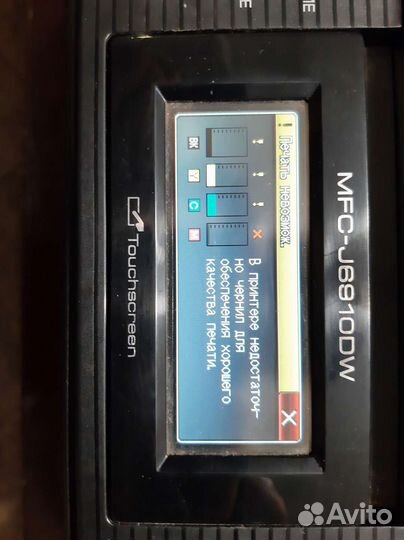 MFC-J6910DW
Печать невозмож.
BK
Y
C
M
В принтере недостаточ-
но чернил для
обеспечения хорошего
качества печати.
Touchscreen
Avito